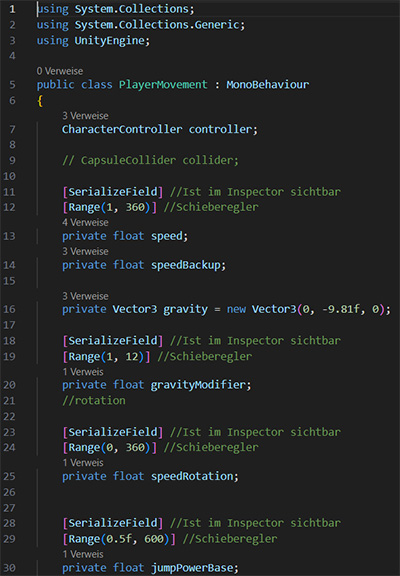 1 using System.Collections;
2 using System.Collections.Generic;
3 using UnityEngine;
4
0 Verweise
5 public class PlayerMovement : MonoBehaviour
6 {
3 Verweise
7 CharacterController controller;
8
9 // CapsuleCollider collider;
10
11 [SerializeField] //Ist im Inspector sichtbar
12 [Range(1, 360)] //Schieberegler
4 Verweise
13 private float speed;
3 Verweise
14 private float speedBackup;
15
3 Verweise
16 private Vector3 gravity = new Vector3(0, -9.81f, 0);
17
18 [SerializeField] //Ist im Inspector sichtbar
19 [Range(1, 12)] //Schieberegler
1 Verweis
20 private float gravityModifier;
21 //rotation
22
23 [SerializeField] //Ist im Inspector sichtbar
24 [Range(0, 360)] //Schieberegler
1 Verweis
25 private float speedRotation;
26
27
28 [SerializeField] //Ist im Inspector sichtbar
29 [Range(0.5f, 600)] //Schieberegler
1 Verweis
30 private float jumpPowerBase;